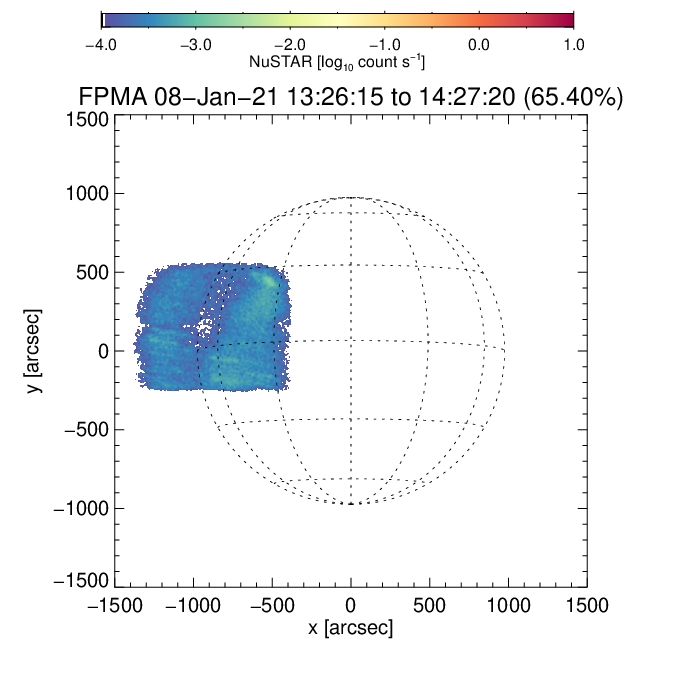 −4.0 −3.0 −2.0 −1.0 0.0 1.0
NuSTAR [log₁₀ count s⁻¹]
FPMA 08−Jan−21 13:26:15 to 14:27:20 (65.40%)
1500
1000
500
0
−500
−1000
−1500
y [arcsec]
−1500 −1000 −500 0 500 1000 1500
x [arcsec]